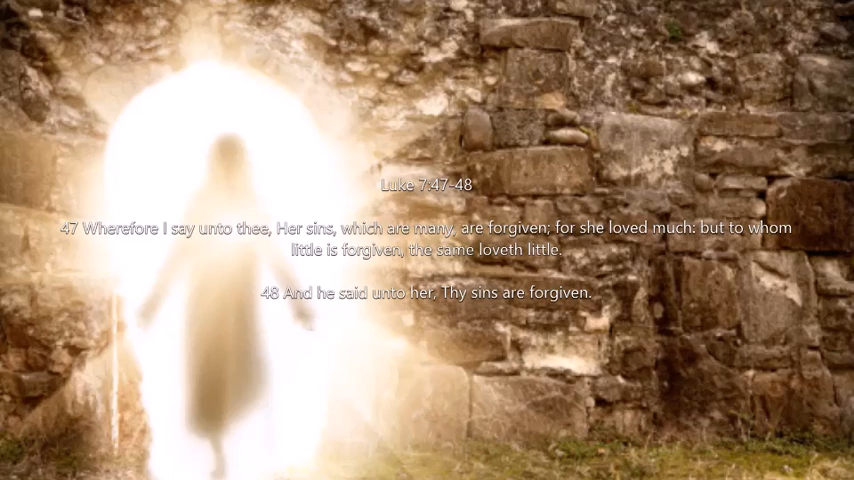 Luke 7:47-48
47 Wherefore I say unto thee, Her sins, which are many, are forgiven; for she loved much: but to whom
little is forgiven, the same loveth little.
48 And he said unto her, Thy sins are forgiven.